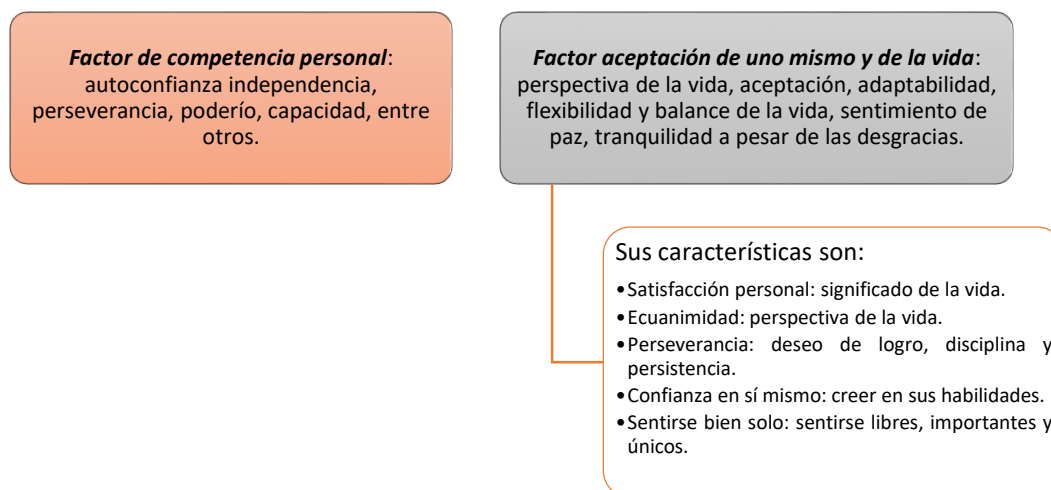 Factor de competencia personal:
autoconfianza independencia,
perseverancia, poderío, capacidad, entre
otros.
Factor aceptación de uno mismo y de la vida:
perspectiva de la vida, aceptación, adaptabilidad,
flexibilidad y balance de la vida, sentimiento de
paz, tranquilidad a pesar de las desgracias.
Sus características son:
•Satisfacción personal: significado de la vida.
•Ecuanimidad: perspectiva de la vida.
•Perseverancia: deseo de logro, disciplina y
persistencia.
•Confianza en sí mismo: creer en sus habilidades.
•Sentirse bien solo: sentirse libres, importantes y
únicos.